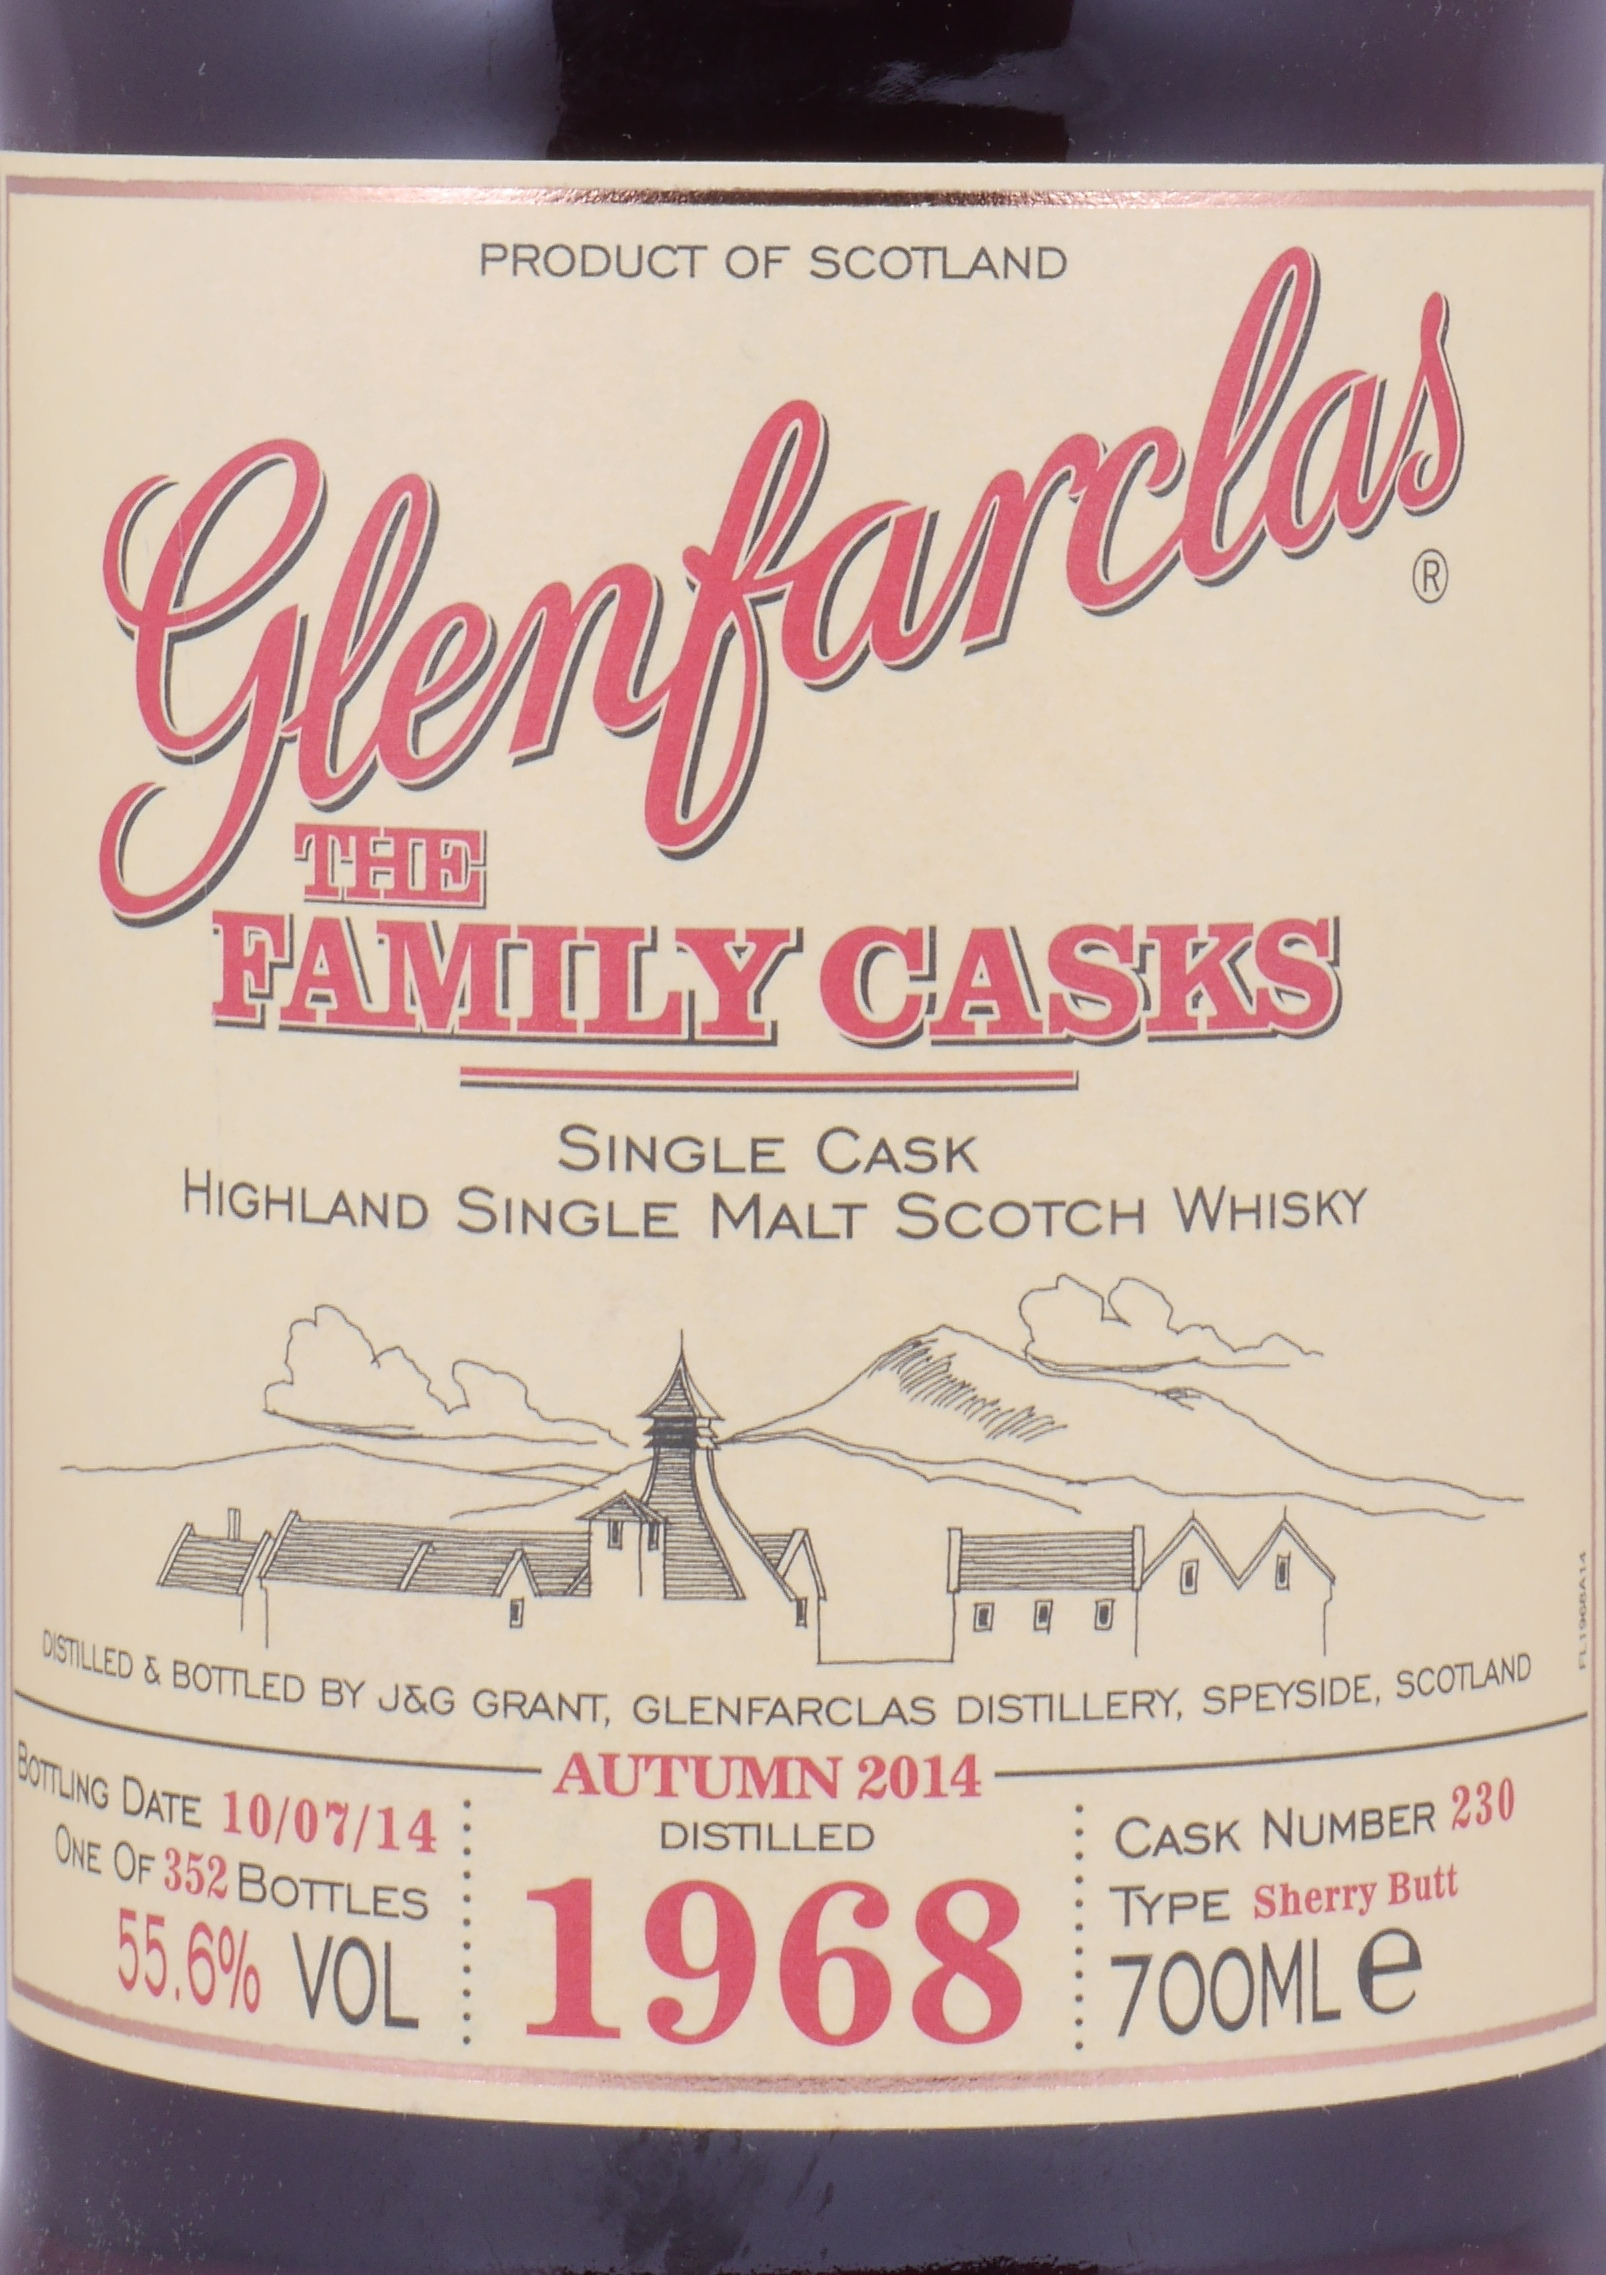 PRODUCT OF SCOTLAND
Glenfarclas ®
THE
FAMILY CASKS
SINGLE CASK
HIGHLAND SINGLE MALT SCOTCH WHISKY
FL1968A14
DISTILLED & BOTTLED BY J&G GRANT, GLENFARCLAS DISTILLERY, SPEYSIDE, SCOTLAND
BOTTLING DATE 10/07/14
ONE OF 352 BOTTLES
55.6% VOL
AUTUMN 2014
DISTILLED
1968
CASK NUMBER 230
TYPE Sherry Butt
700ML e